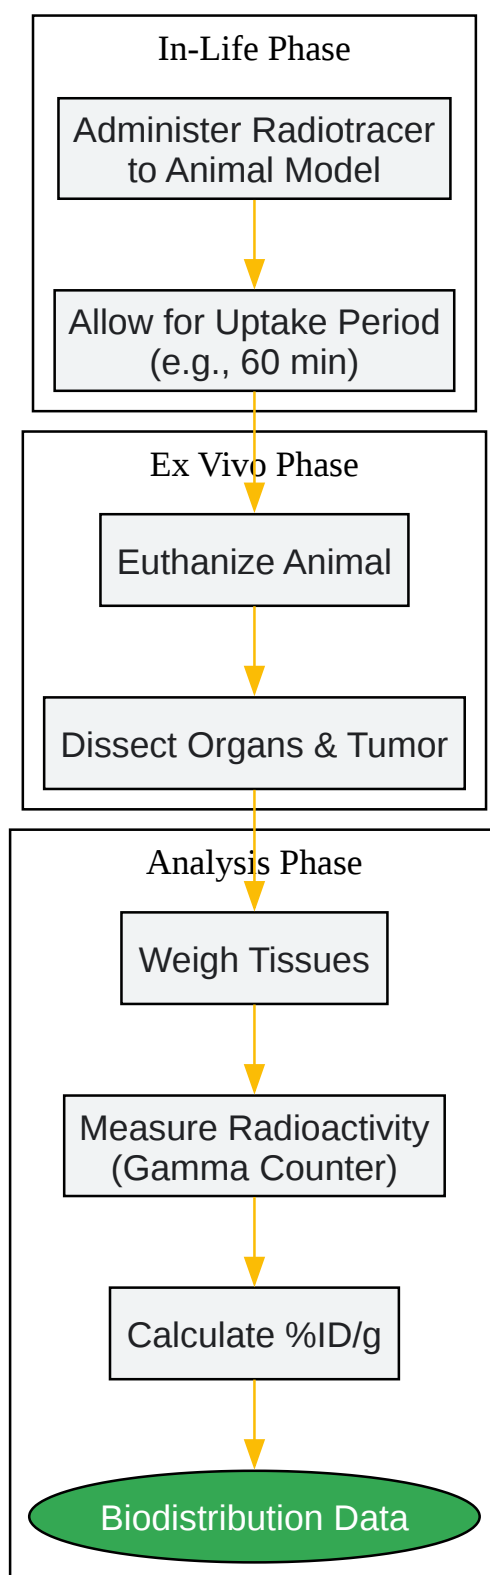 In-Life Phase
Administer Radiotracer
to Animal Model
Allow for Uptake Period
(e.g., 60 min)
Ex Vivo Phase
Euthanize Animal
Dissect Organs & Tumor
Analysis Phase
Weigh Tissues
Measure Radioactivity
(Gamma Counter)
Calculate %ID/g
Biodistribution Data